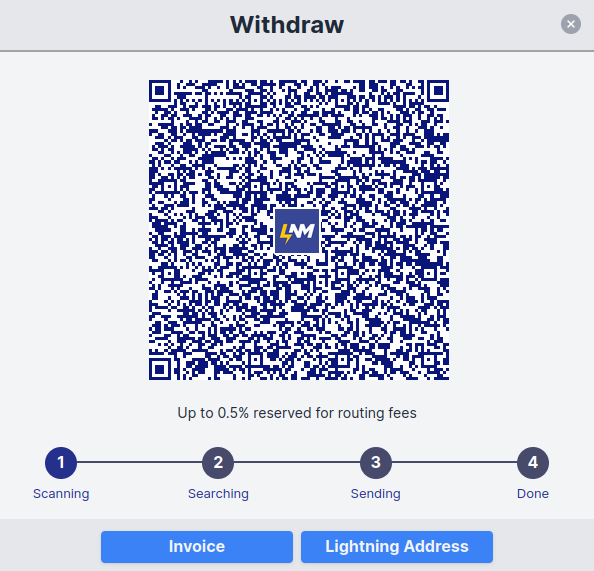 Withdraw
LNM
Up to 0.5% reserved for routing fees
1 2 3 4
Scanning Searching Sending Done
Invoice Lightning Address